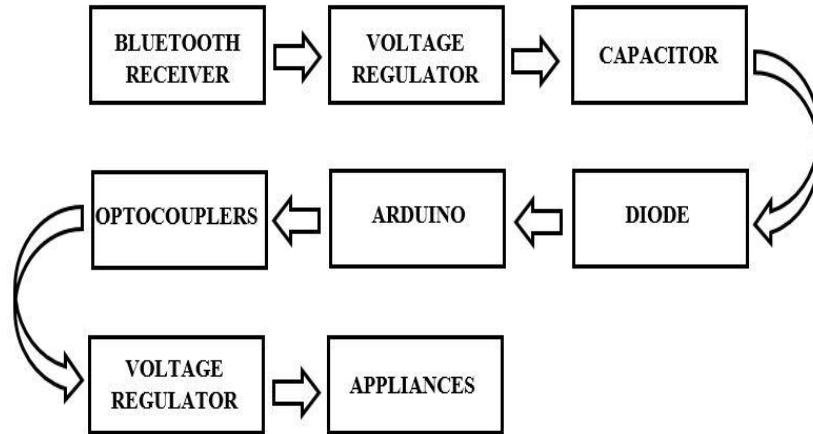 BLUETOOTH
RECEIVER
VOLTAGE
REGULATOR
CAPACITOR
DIODE
ARDUINO
OPTOCOUPLERS
VOLTAGE
REGULATOR
APPLIANCES